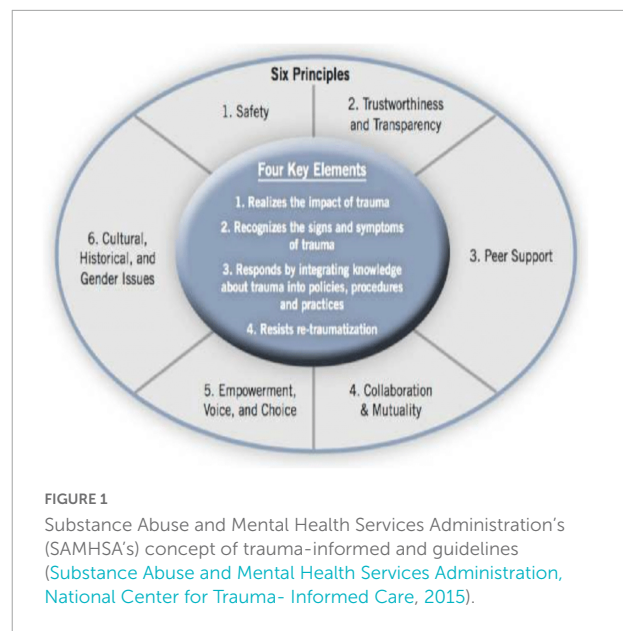 Six Principles
1. Safety
2. Trustworthiness
and Transparency
Four Key Elements
1. Realizes the impact of trauma
2. Recognizes the signs and symptoms
of trauma
3. Responds by integrating knowledge
about trauma into policies, procedures
and practices
4. Resists re-traumatization
3. Peer Support
4. Collaboration
& Mutuality
5. Empowerment,
Voice, and Choice
6. Cultural,
Historical, and
Gender Issues
FIGURE 1
Substance Abuse and Mental Health Services Administration’s
(SAMHSA’s) concept of trauma-informed and guidelines
(Substance Abuse and Mental Health Services Administration,
National Center for Trauma- Informed Care, 2015).